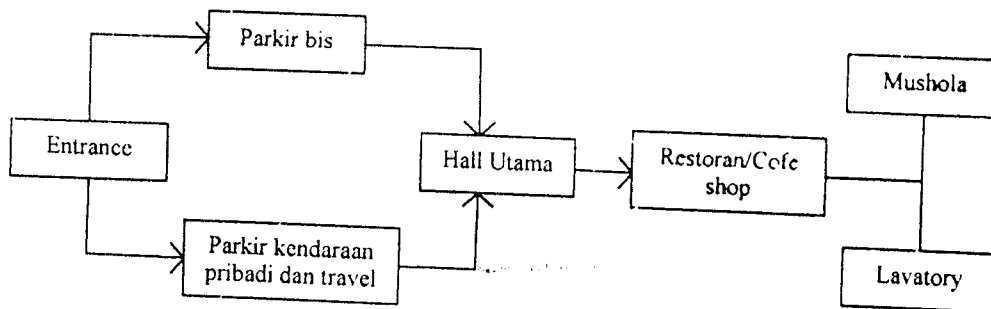 Parkir bis
Entrance
Parkir kendaraan
pribadi dan travel
Hall Utama
Restoran/Cofe
shop
Mushola
Lavatory